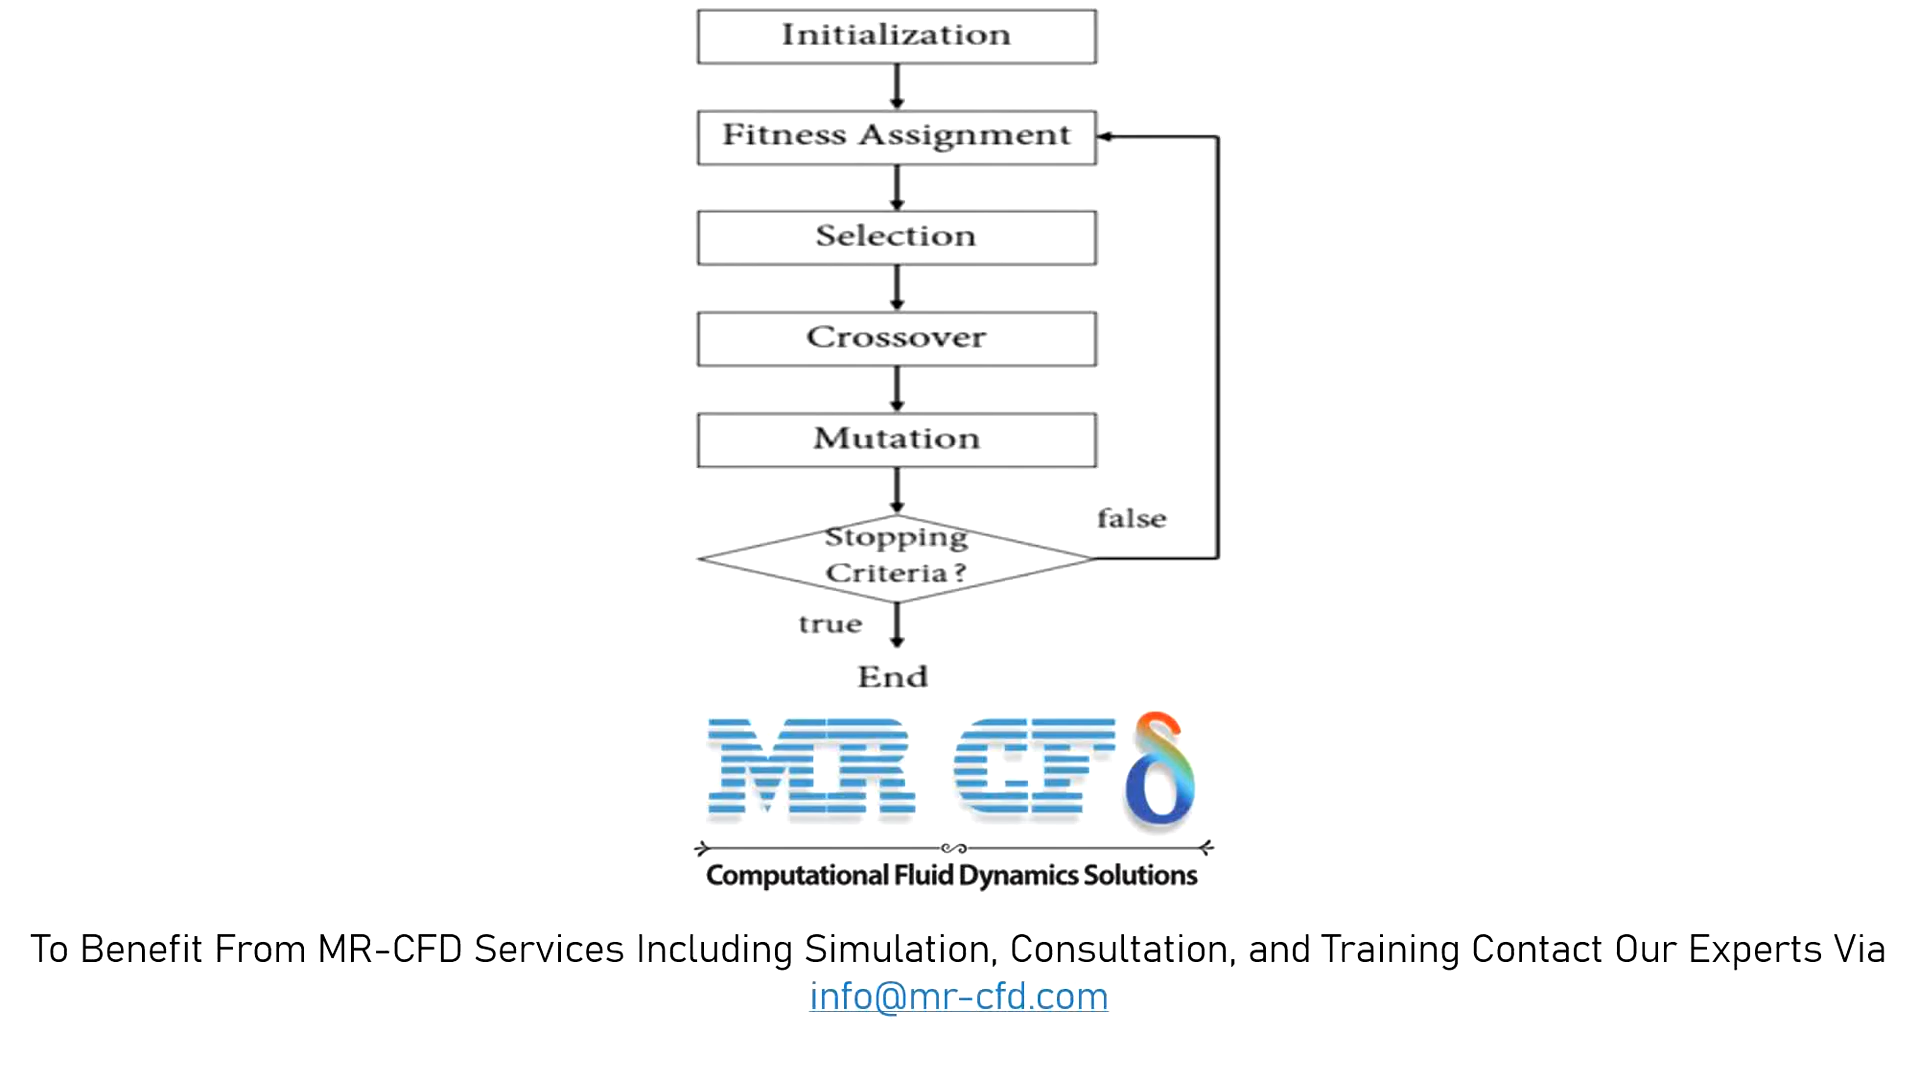 Initialization
Fitness Assignment
Selection
Crossover
Mutation
false
Stopping
Criteria?
true
End
MR CFδ
Computational Fluid Dynamics Solutions
To Benefit From MR-CFD Services Including Simulation, Consultation, and Training Contact Our Experts Via
info@mr-cfd.com